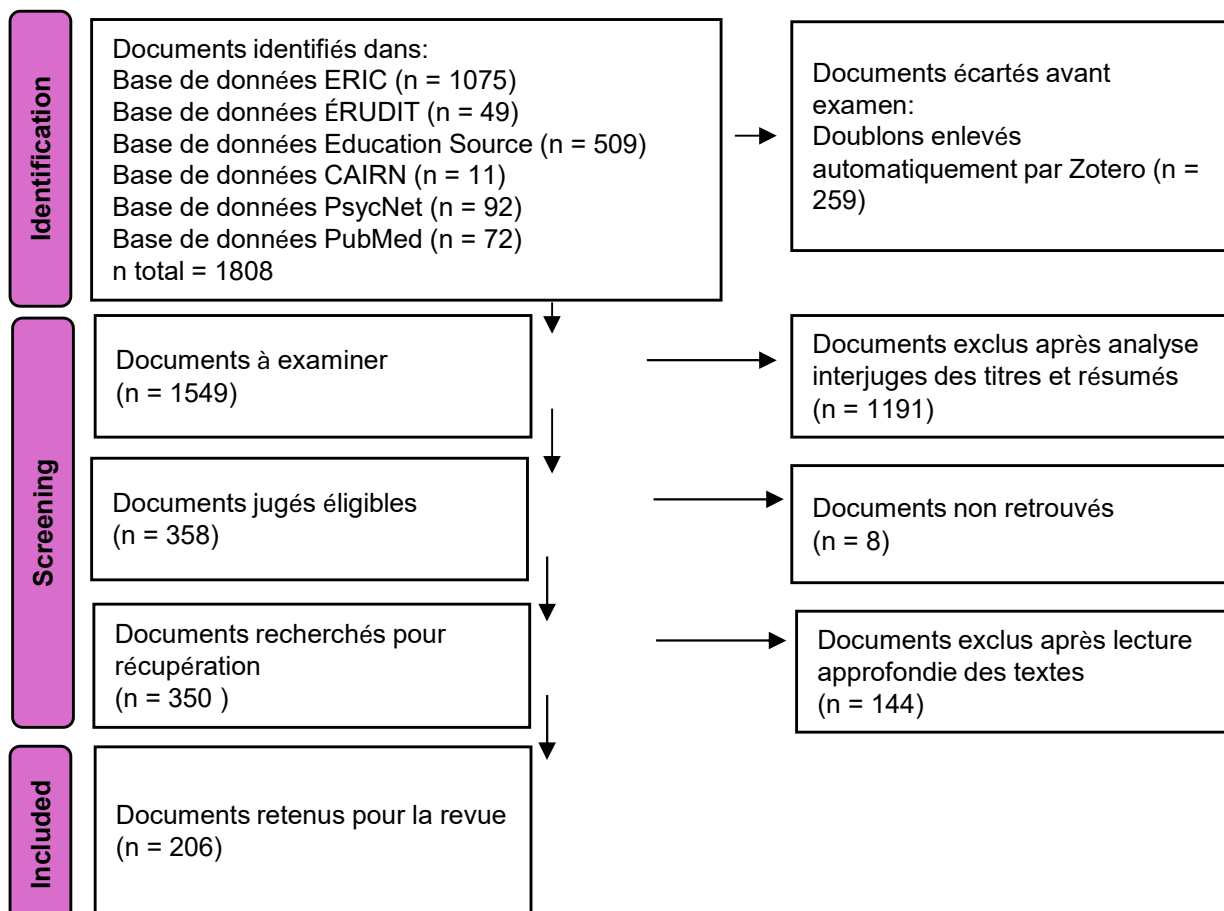 Identification
Documents identifiés dans:
Base de données ERIC (n = 1075)
Base de données ÉRUDIT (n = 49)
Base de données Education Source (n = 509)
Base de données CAIRN (n = 11)
Base de données PsycNet (n = 92)
Base de données PubMed (n = 72)
n total = 1808
Documents écartés avant
examen:
Doublons enlevés
automatiquement par Zotero (n =
259)
Screening
Documents à examiner
(n = 1549)
Documents exclus après analyse
interjuges des titres et résumés
(n = 1191)
Documents jugés éligibles
(n = 358)
Documents non retrouvés
(n = 8)
Documents recherchés pour
récupération
(n = 350 )
Documents exclus après lecture
approfondie des textes
(n = 144)
Included
Documents retenus pour la revue
(n = 206)